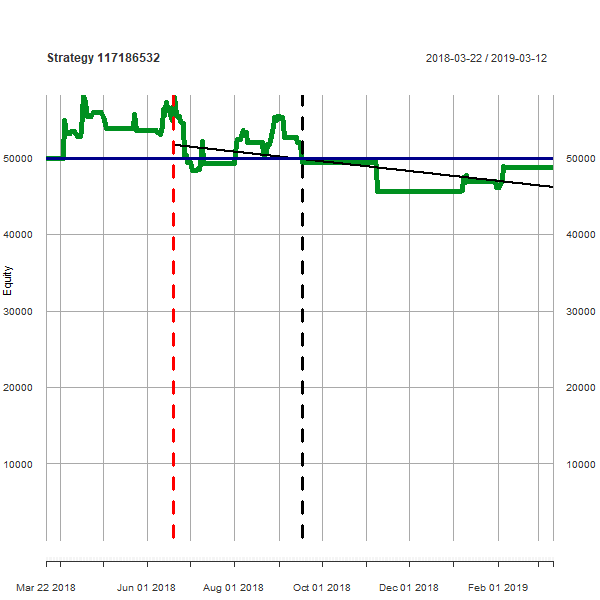 Strategy 117186532
2018-03-22 / 2019-03-12
50000 50000
40000 40000
Equity
30000 30000
20000 20000
10000 10000
Mar 22 2018 Jun 01 2018 Aug 01 2018 Oct 01 2018 Dec 01 2018 Feb 01 2019